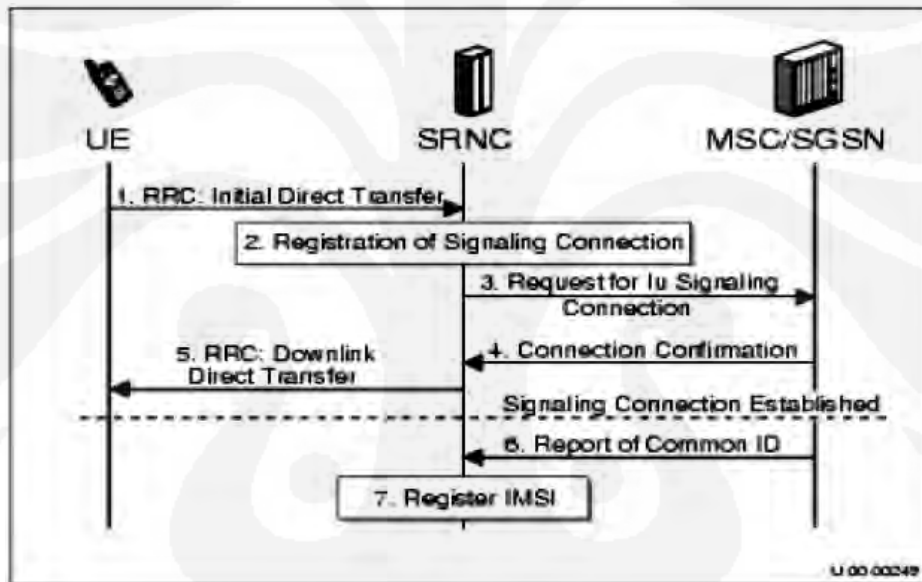 UE
SRNC
MSC/SGSN
1. RRC: Initial Direct Transfer
2. Registration of Signaling Connection
3. Request for Iu Signaling
Connection
4. Connection Confirmation
5. RRC: Downlink
Direct Transfer
Signaling Connection Established
6. Report of Common ID
7. Register IMSI
U 00 00249